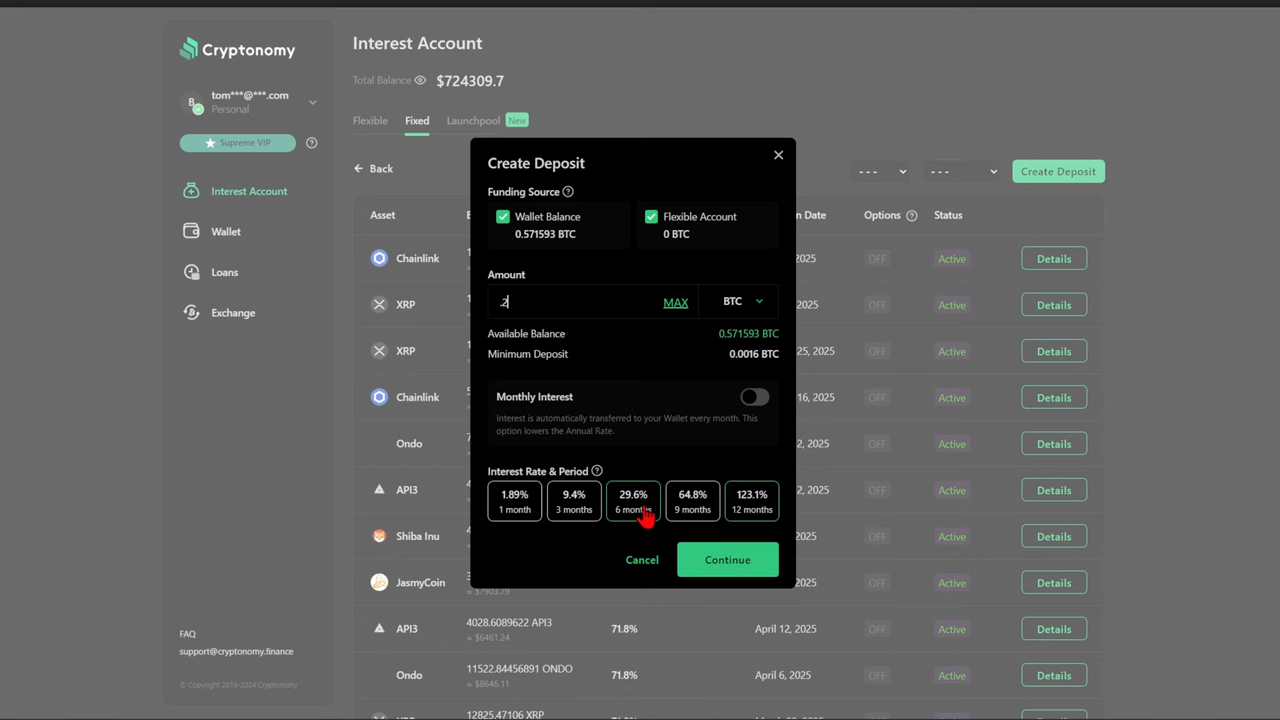 Cryptonomy
B
tom***@***.com
Personal
Supreme VIP
Interest Account
Wallet
Loans
Exchange
FAQ
support@cryptonomy.finance
© Copyright 2019-2024 Cryptonomy
Interest Account
Total Balance $724309.7
Flexible Fixed Launchpool New
Back
- - - - - - Create Deposit
Asset Options Status
Chainlink 2025 OFF Active Details
XRP 2025 OFF Active Details
XRP 25, 2025 OFF Active Details
Chainlink 16, 2025 OFF Active Details
Ondo 2025 OFF Active Details
API3 2025 OFF Active Details
Shiba Inu 2025 OFF Active Details
JasmyCoin ≈ $7903.79 2025 OFF Active Details
API3 4028.6089622 API3 71.8% April 12, 2025 OFF Active Details
≈ $6461.24
Ondo 11522.84456891 ONDO 71.8% April 6, 2025 OFF Active Details
≈ $8646.11
12825.47106 XRP
Create Deposit
Funding Source
Wallet Balance
0.571593 BTC
Flexible Account
0 BTC
Amount
.2 MAX BTC
Available Balance 0.571593 BTC
Minimum Deposit 0.0016 BTC
Monthly Interest
Interest is automatically transferred to your Wallet every month. This
option lowers the Annual Rate.
Interest Rate & Period
1.89% 9.4% 29.6% 64.8% 123.1%
1 month 3 months 6 months 9 months 12 months
Cancel Continue